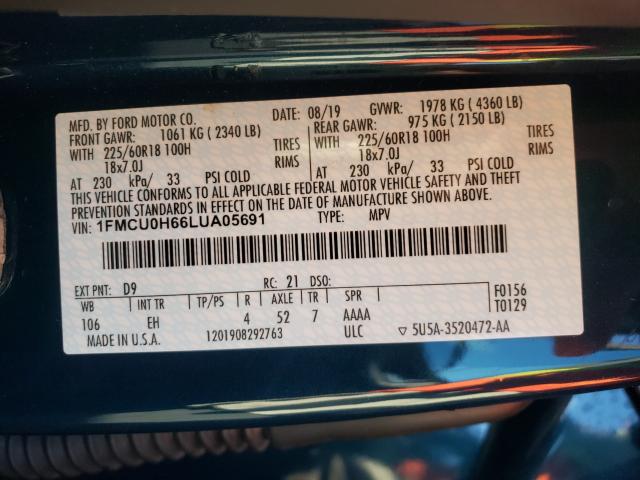 MFD. BY FORD MOTOR CO. DATE: 08/19 GVWR: 1978 KG ( 4360 LB)
FRONT GAWR: 1061 KG ( 2340 LB) REAR GAWR: 975 KG ( 2150 LB)
WITH 225/60R18 100H TIRES WITH 225/60R18 100H TIRES
18x7.0J RIMS 18x7.0J RIMS
AT 230 kPa/ 33 PSI COLD AT 230 kPa/ 33 PSI COLD
THIS VEHICLE CONFORMS TO ALL APPLICABLE FEDERAL MOTOR VEHICLE SAFETY AND THEFT
PREVENTION STANDARDS IN EFFECT ON THE DATE OF MANUFACTURE SHOWN ABOVE.
VIN: 1FMCU0H66LUA05691 TYPE: MPV
EXT PNT: D9 RC: 21 DSO:
WB INT TR TP/PS R AXLE TR SPR F0156
106 EH 4 52 7 AAAA T0129
MADE IN U.S.A. 1201908292763 ULC ▽ 5U5A-3520472-AA